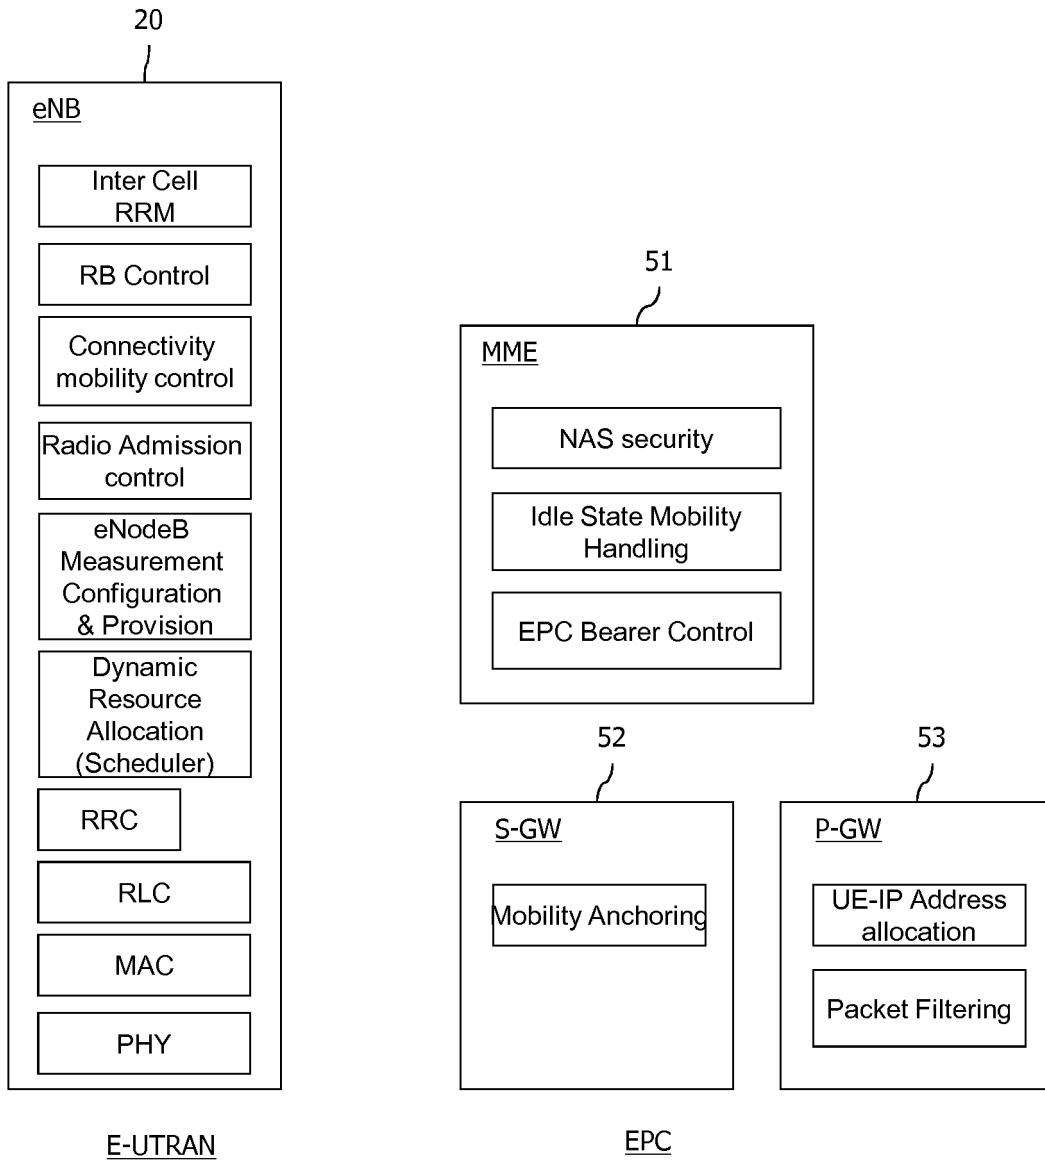 20
eNB
Inter Cell
RRM
RB Control
Connectivity
mobility control
Radio Admission
control
eNodeB
Measurement
Configuration
& Provision
Dynamic
Resource
Allocation
(Scheduler)
RRC
RLC
MAC
PHY
E-UTRAN
51
MME
NAS security
Idle State Mobility
Handling
EPC Bearer Control
52
S-GW
Mobility Anchoring
53
P-GW
UE-IP Address
allocation
Packet Filtering
EPC